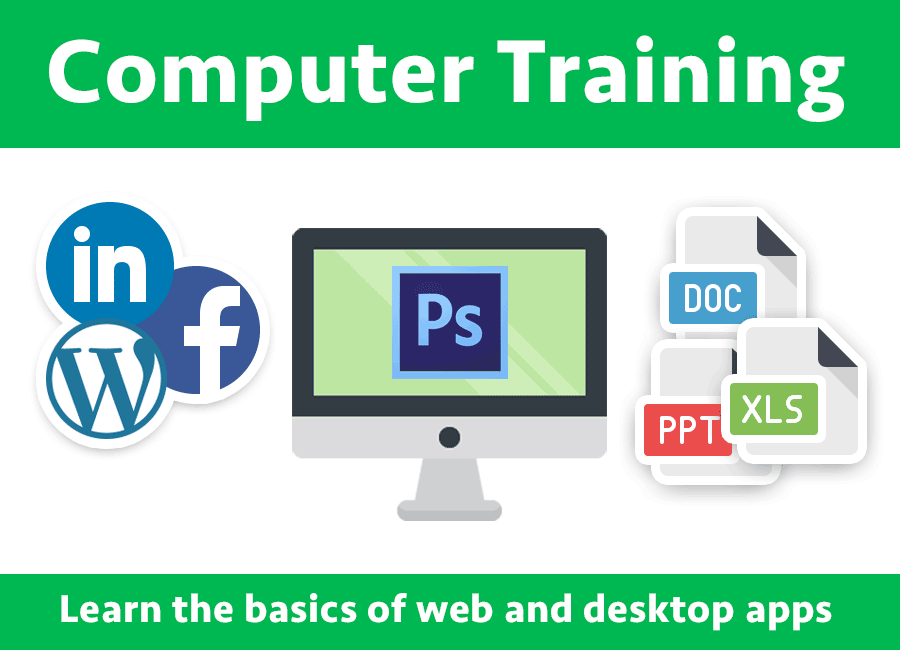 Computer Training
in
f
W
Ps
DOC
PPT
XLS
Learn the basics of web and desktop apps